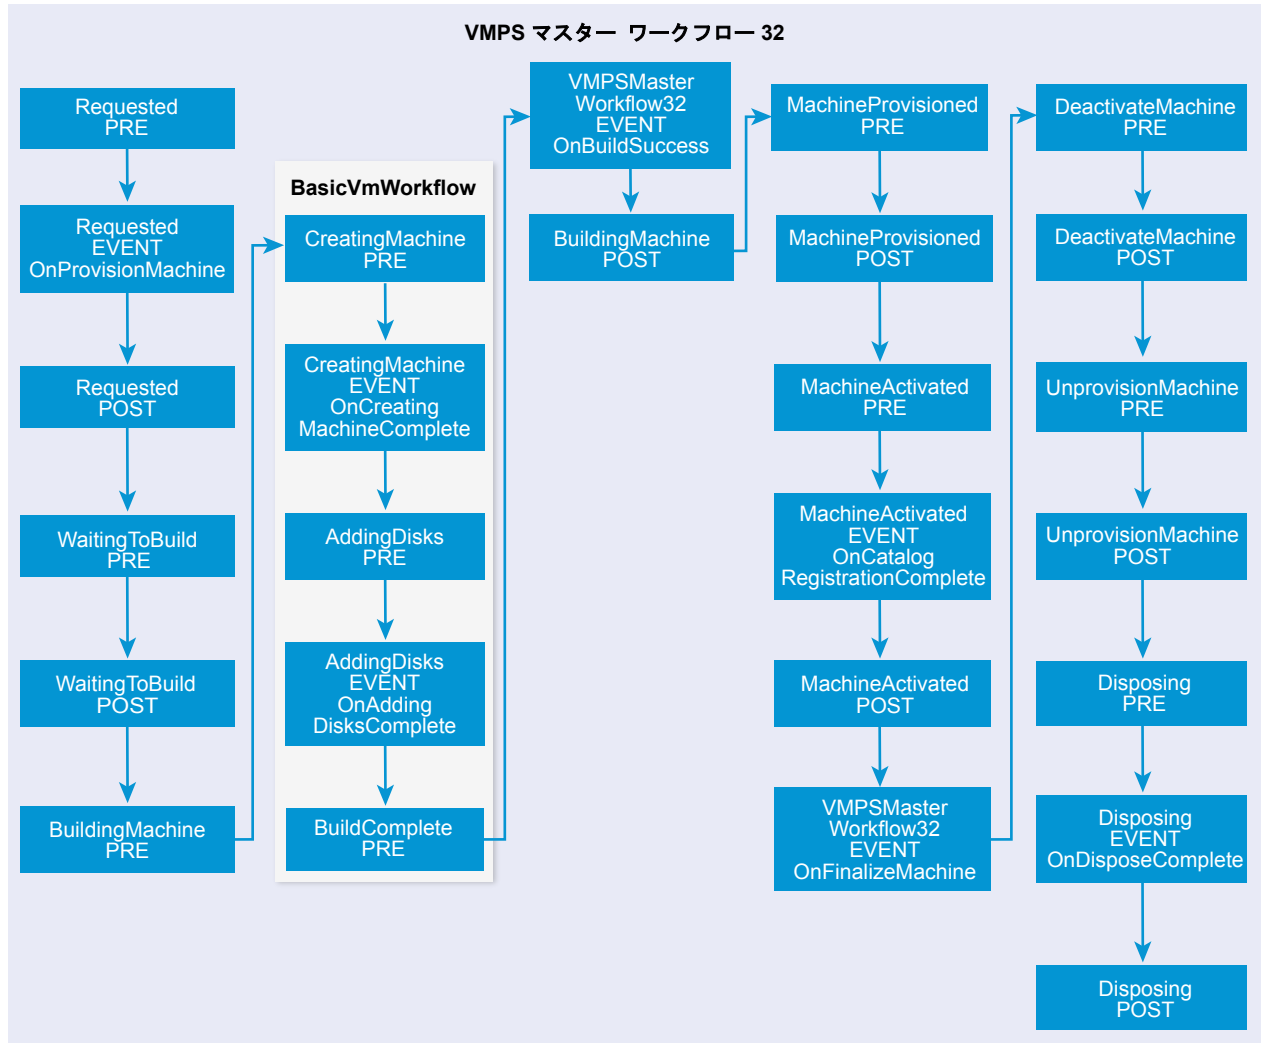 VMPS マスター ワークフロー 32
Requested
PRE
Requested
EVENT
OnProvisionMachine
Requested
POST
WaitingToBuild
PRE
WaitingToBuild
POST
BuildingMachine
PRE
BasicVmWorkflow
CreatingMachine
PRE
CreatingMachine
EVENT
OnCreating
MachineComplete
AddingDisks
PRE
AddingDisks
EVENT
OnAdding
DisksComplete
BuildComplete
PRE
VMPSMaster
Workflow32
EVENT
OnBuildSuccess
BuildingMachine
POST
MachineProvisioned
PRE
MachineProvisioned
POST
MachineActivated
PRE
MachineActivated
EVENT
OnCatalog
RegistrationComplete
MachineActivated
POST
VMPSMaster
Workflow32
EVENT
OnFinalizeMachine
DeactivateMachine
PRE
DeactivateMachine
POST
UnprovisionMachine
PRE
UnprovisionMachine
POST
Disposing
PRE
Disposing
EVENT
OnDisposeComplete
Disposing
POST